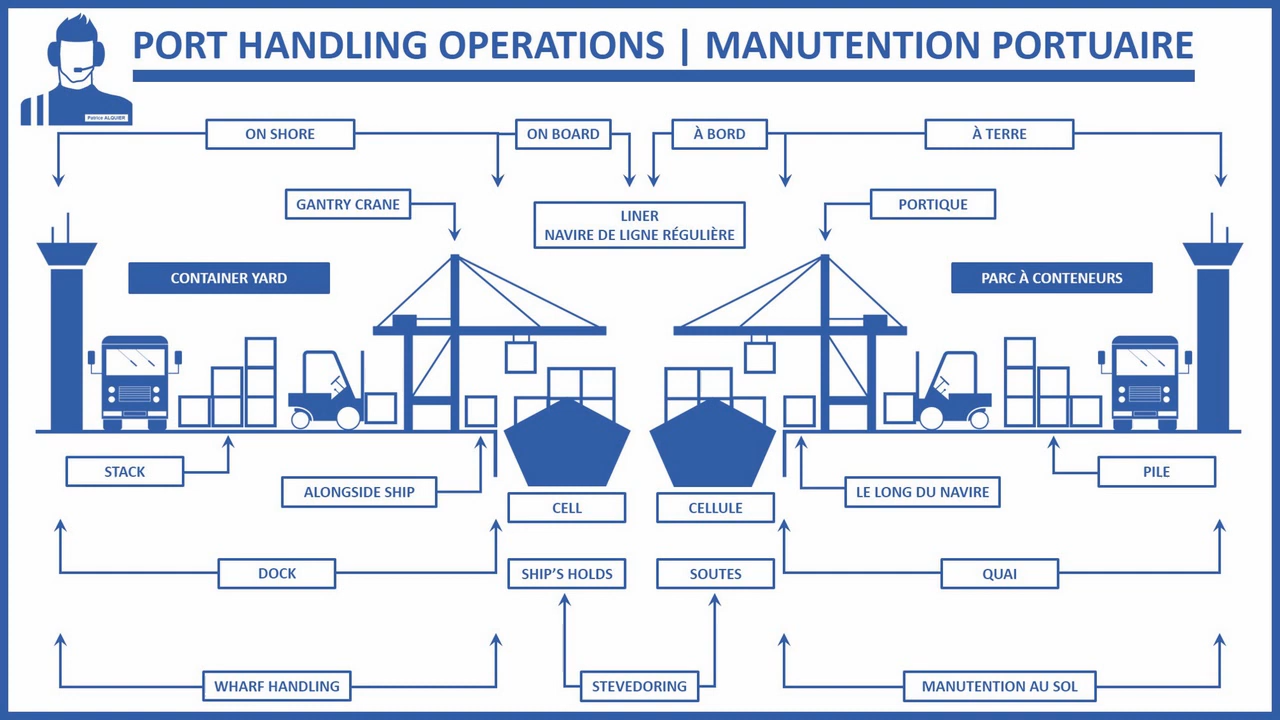 PORT HANDLING OPERATIONS | MANUTENTION PORTUAIRE
Patrice ALQUIER
ON SHORE
ON BOARD
À BORD
À TERRE
GANTRY CRANE
LINER
NAVIRE DE LIGNE RÉGULIÈRE
PORTIQUE
CONTAINER YARD
PARC À CONTENEURS
STACK
ALONGSIDE SHIP
CELL
CELLULE
LE LONG DU NAVIRE
PILE
DOCK
SHIP’S HOLDS
SOUTES
QUAI
WHARF HANDLING
STEVEDORING
MANUTENTION AU SOL